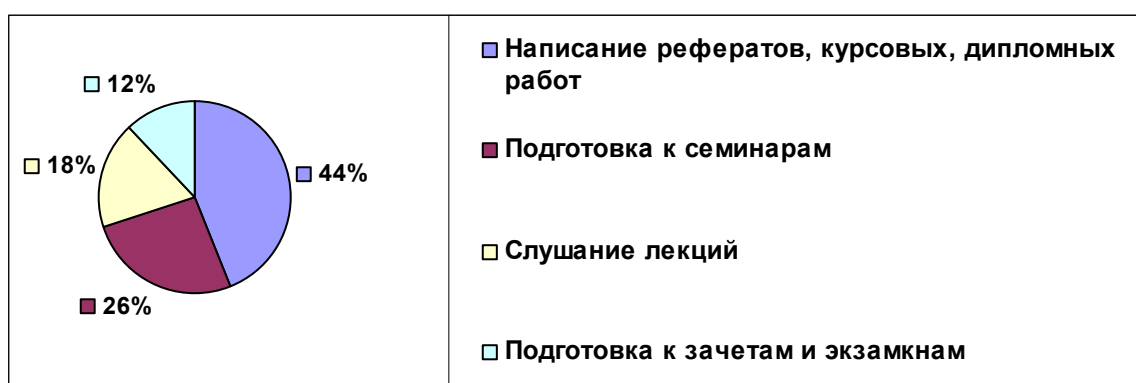 12%
18%
44%
26%
Написание рефератов, курсовых, дипломных
работ
Подготовка к семинарам
Слушание лекций
Подготовка к зачетам и экзамкнам